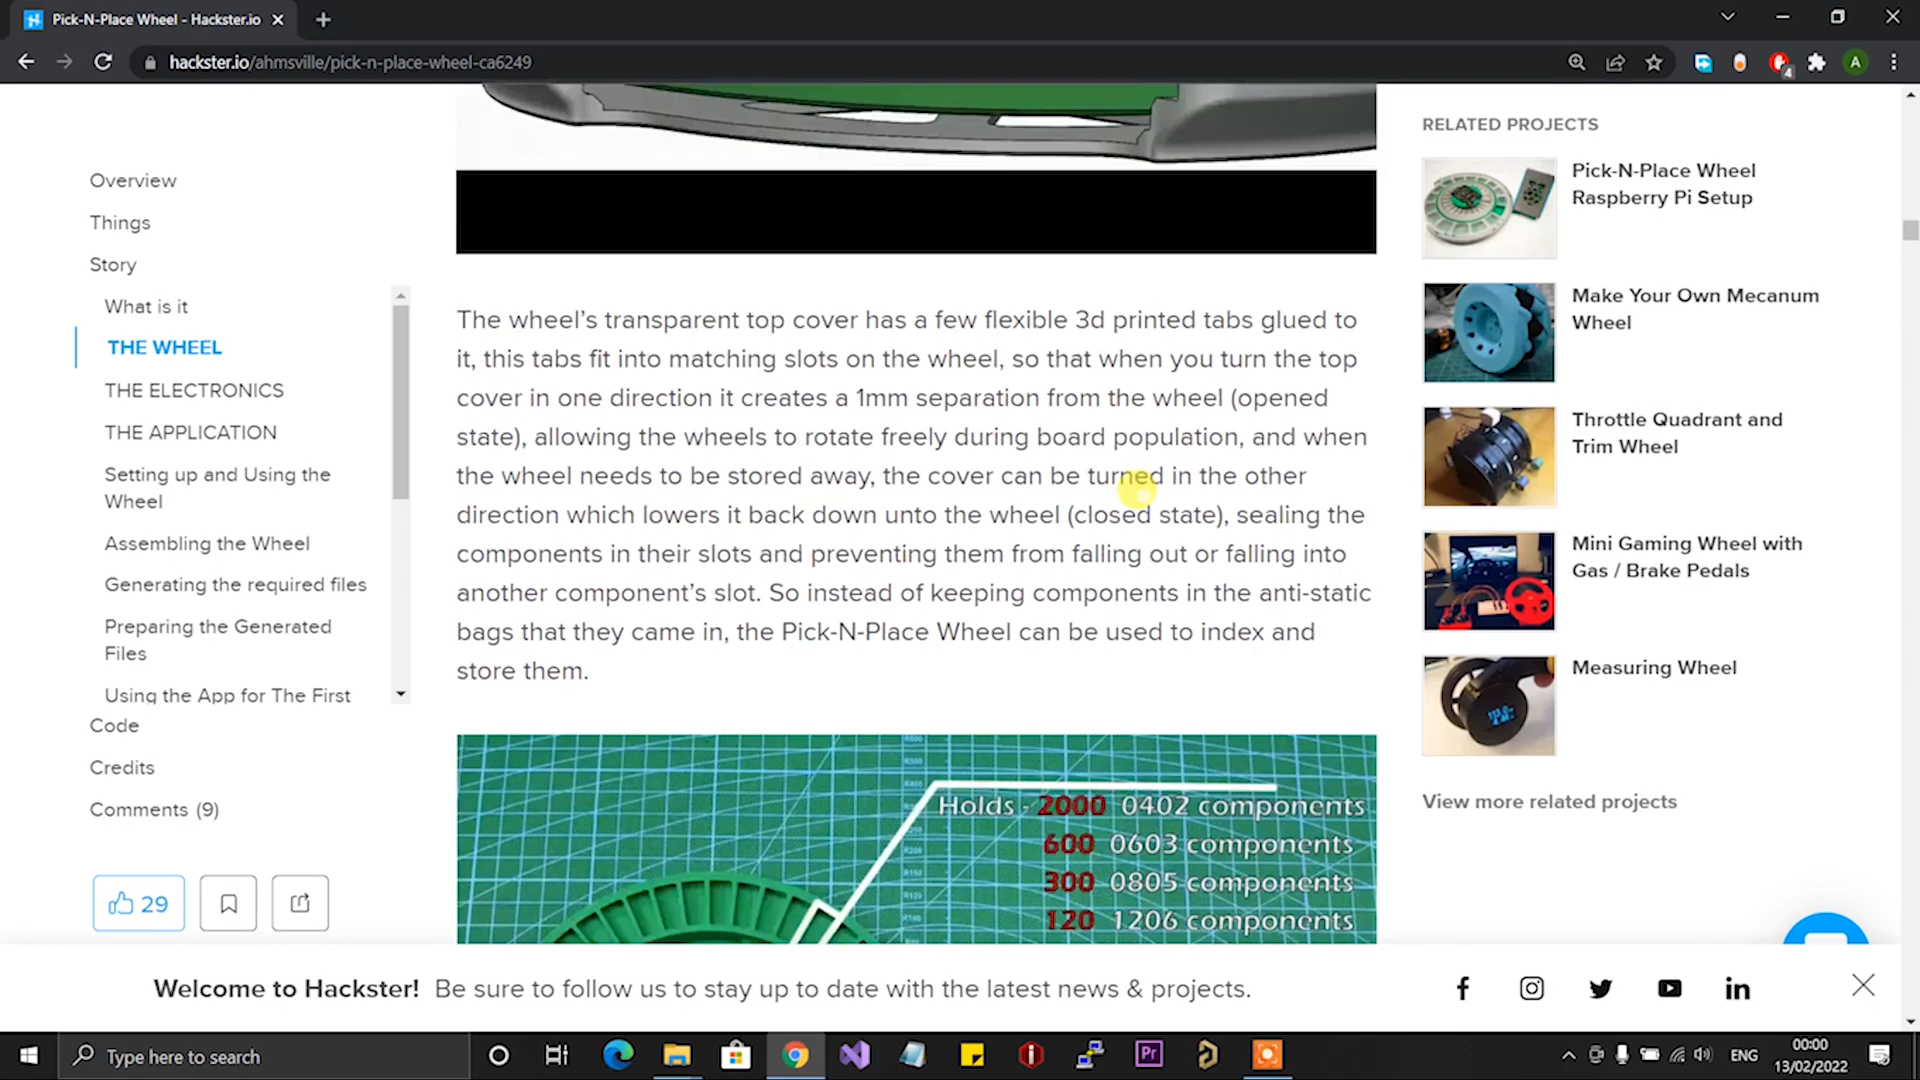 Pick-N-Place Wheel - Hackster.io
hackster.io/ahmsville/pick-n-place-wheel-ca6249
4
A
Overview
Things
Story
What is it
THE WHEEL
THE ELECTRONICS
THE APPLICATION
Setting up and Using the
Wheel
Assembling the Wheel
Generating the required files
Preparing the Generated
Files
Using the App for The First
Code
Credits
Comments (9)
29
The wheel's transparent top cover has a few flexible 3d printed tabs glued to
it, this tabs fit into matching slots on the wheel, so that when you turn the top
cover in one direction it creates a 1mm separation from the wheel (opened
state), allowing the wheels to rotate freely during board population, and when
the wheel needs to be stored away, the cover can be turned in the other
direction which lowers it back down unto the wheel (closed state), sealing the
components in their slots and preventing them from falling out or falling into
another component's slot. So instead of keeping components in the anti-static
bags that they came in, the Pick-N-Place Wheel can be used to index and
store them.
Holds - 2000 0402 components
600 0603 components
300 0805 components
120 1206 components
RELATED PROJECTS
Pick-N-Place Wheel
Raspberry Pi Setup
Make Your Own Mecanum
Wheel
Throttle Quadrant and
Trim Wheel
Mini Gaming Wheel with
Gas / Brake Pedals
Measuring Wheel
View more related projects
Welcome to Hackster! Be sure to follow us to stay up to date with the latest news & projects.
Type here to search
Pr
ENG
00:00
13/02/2022